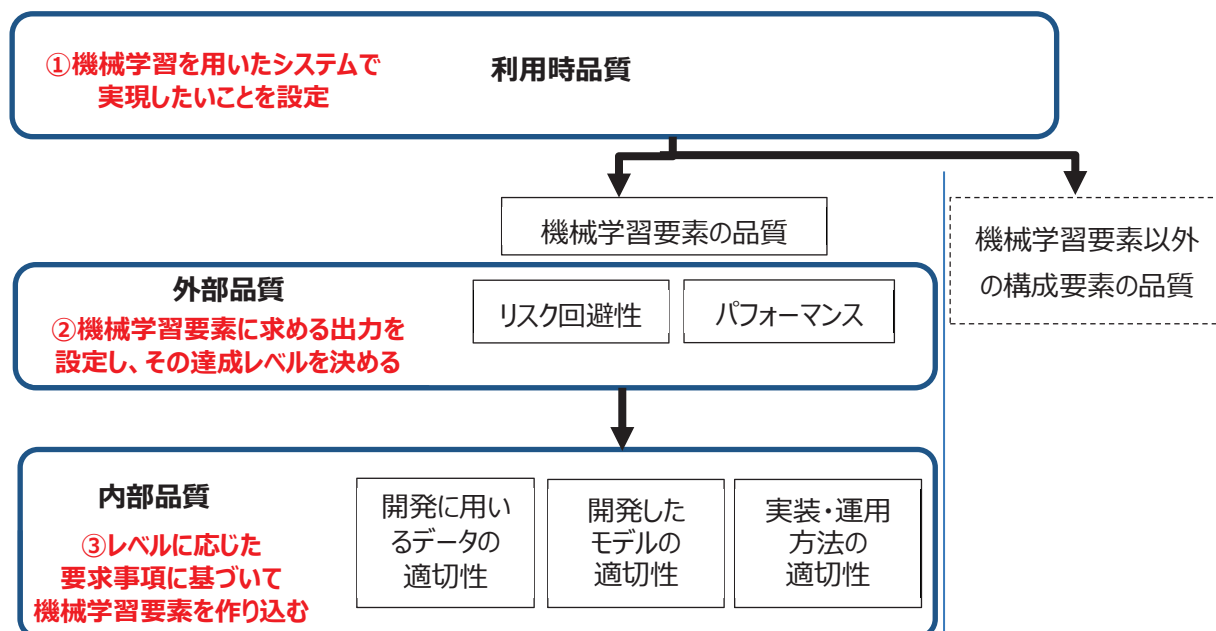 ①機械学習を用いたシステムで
実現したいことを設定
利用時品質
機械学習要素の品質
機械学習要素以外
の構成要素の品質
外部品質
②機械学習要素に求める出力を
設定し、その達成レベルを決める
リスク回避性
パフォーマンス
内部品質
③レベルに応じた
要求事項に基づいて
機械学習要素を作り込む
開発に用い
るデータの
適切性
開発した
モデルの
適切性
実装・運用
方法の
適切性